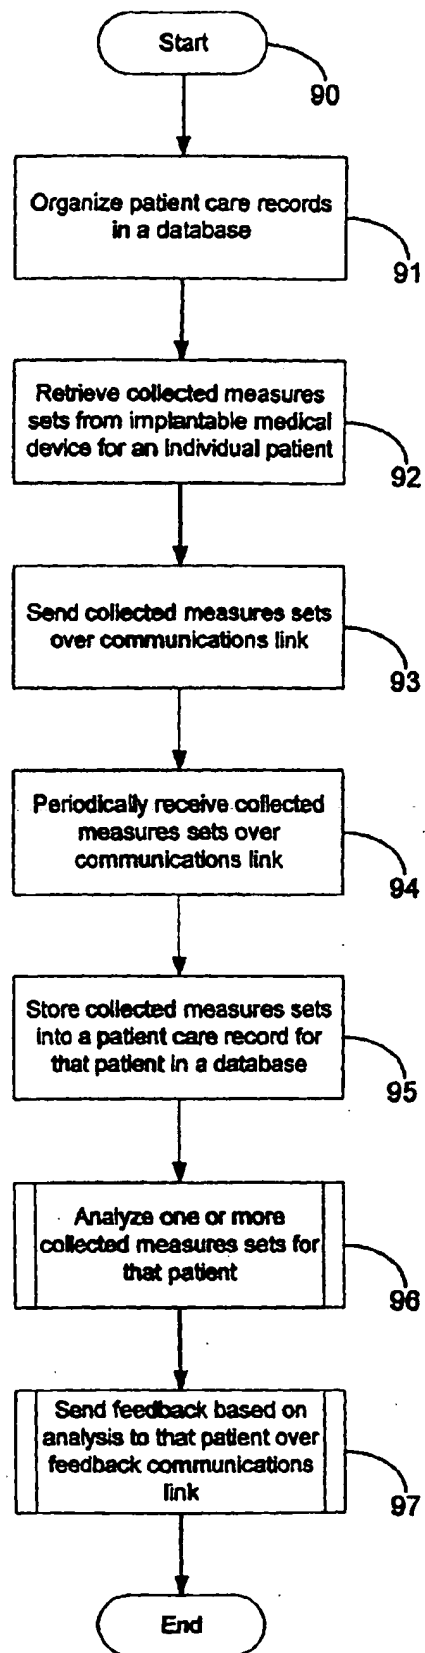 Start
90
Organize patient care records
in a database
91
Retrieve collected measures
sets from implantable medical
device for an individual patient
92
Send collected measures sets
over communications link
93
Periodically receive collected
measures sets over
communications link
94
Store collected measures sets
into a patient care record for
that patient in a database
95
Analyze one or more
collected measures sets for
that patient
96
Send feedback based on
analysis to that patient over
feedback communications
link
97
End